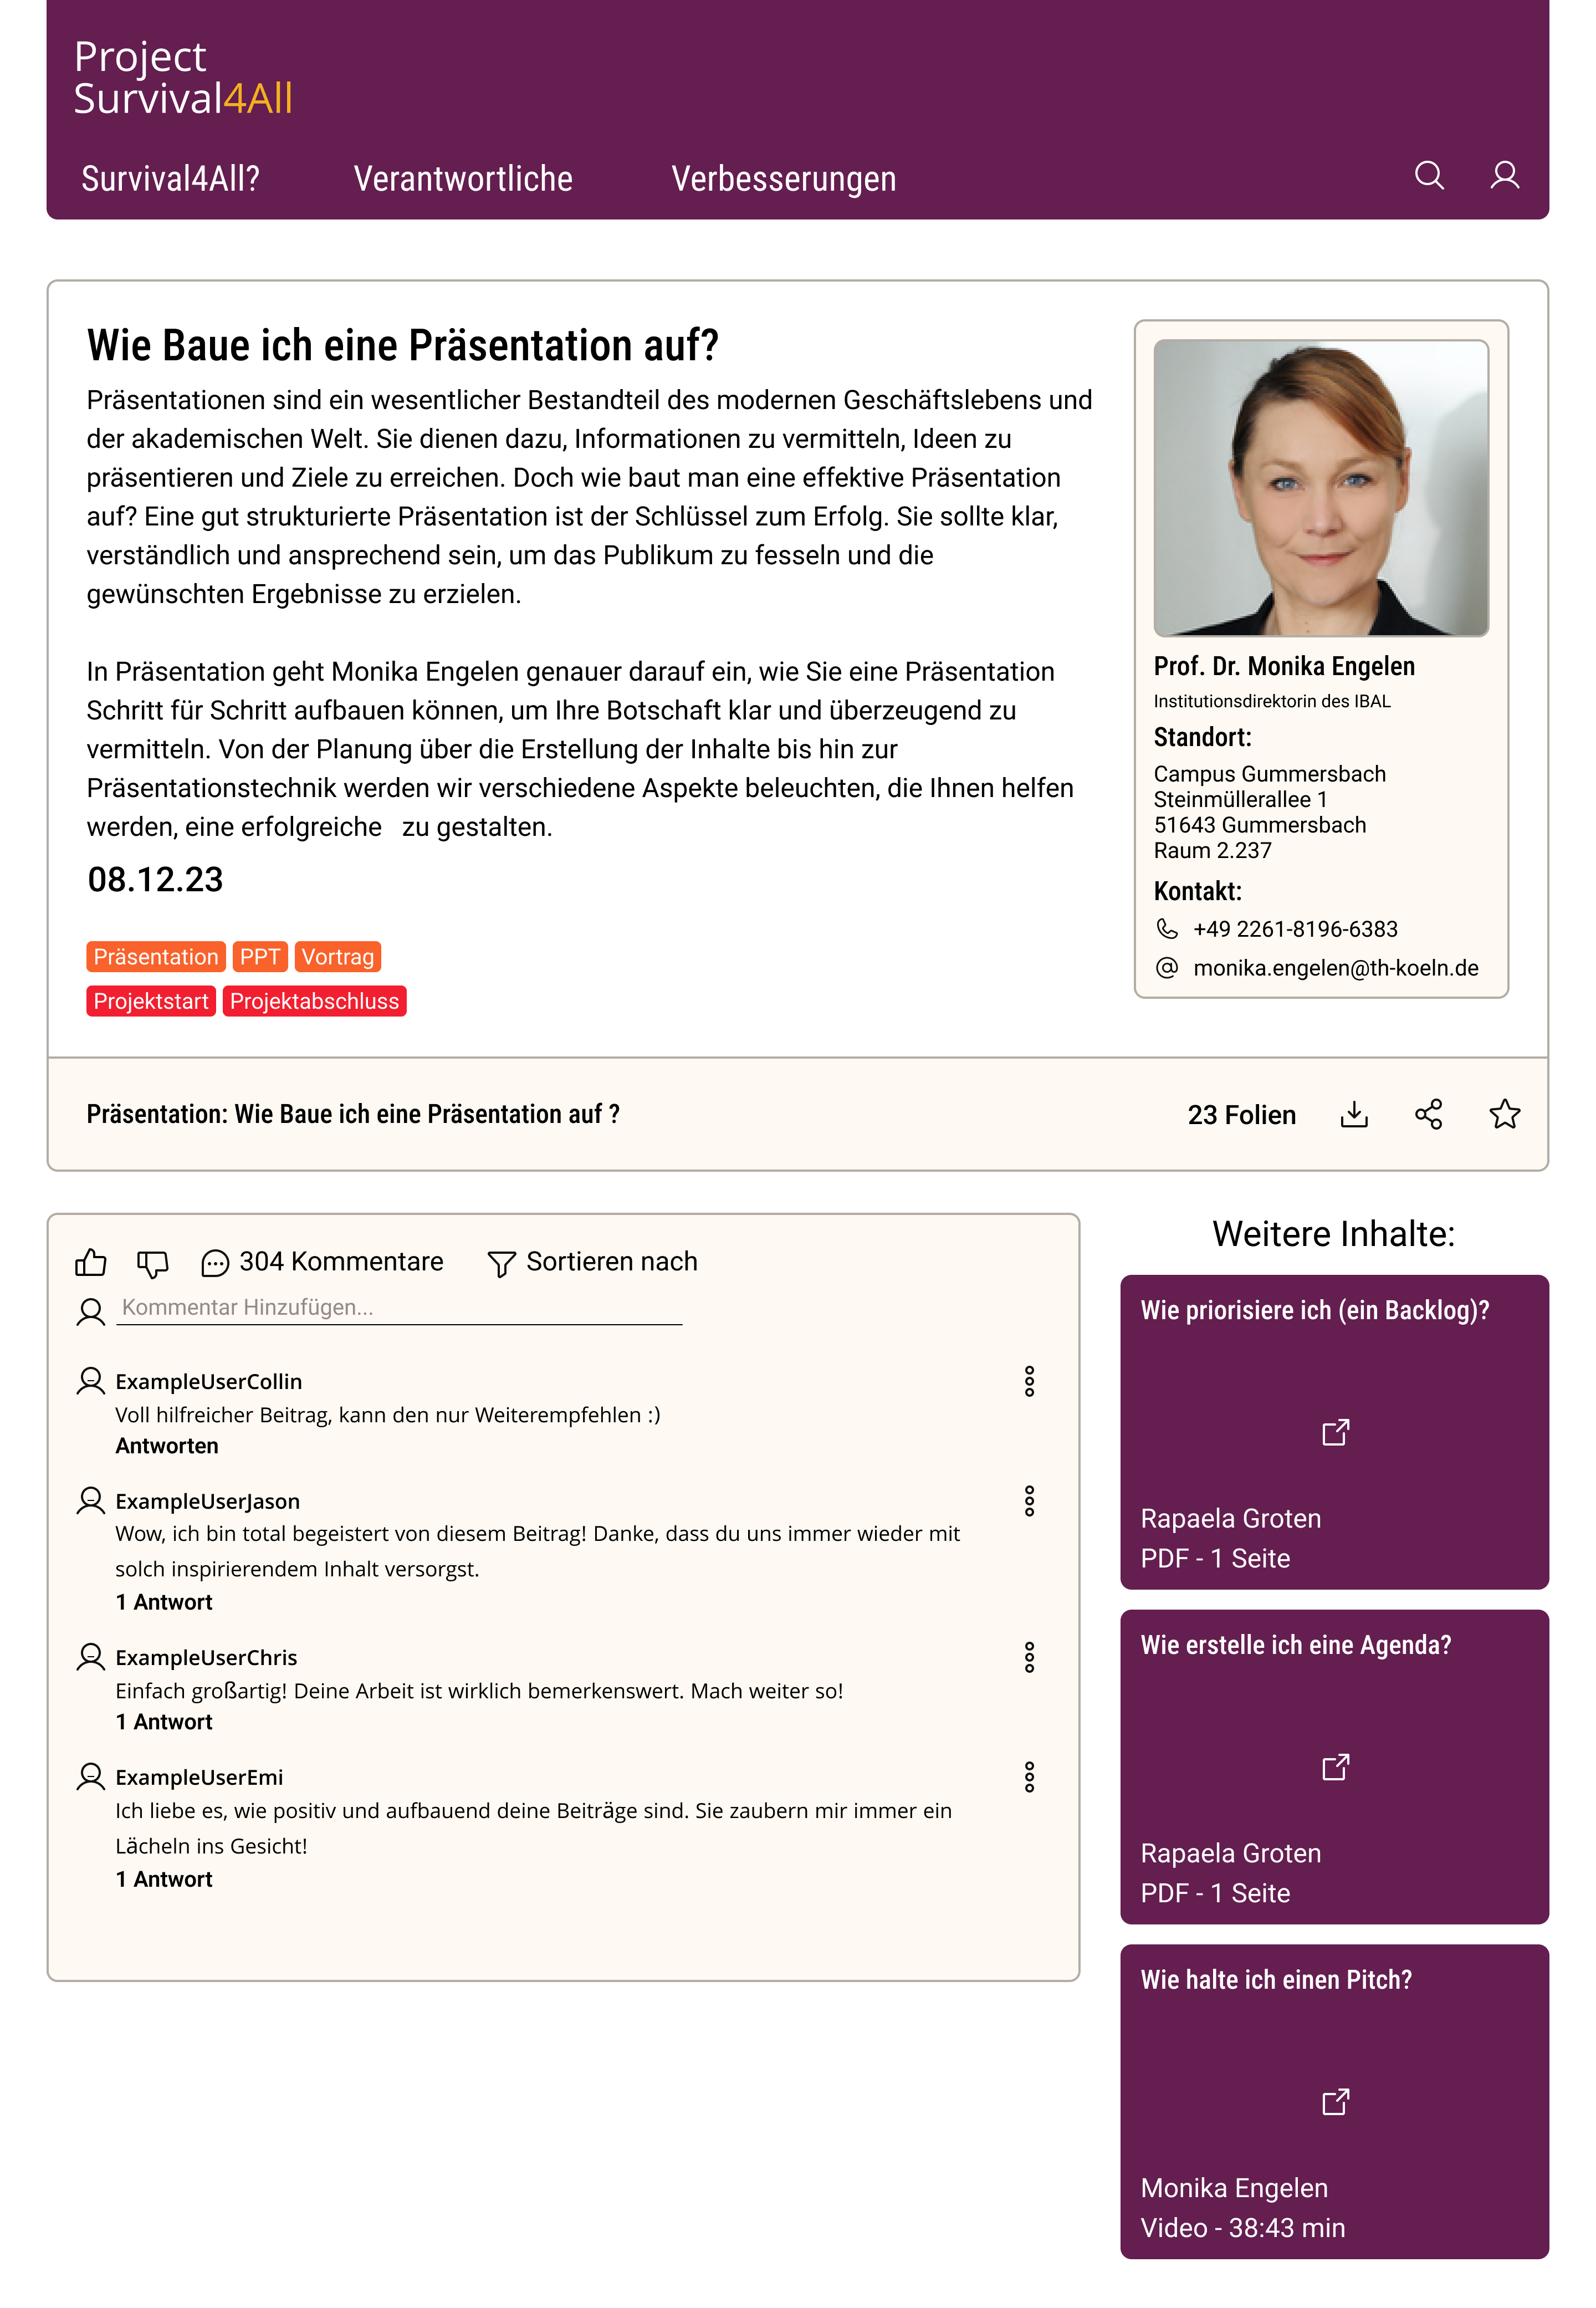 Project
Survival4All
Survival4All?
Verantwortliche
Verbesserungen
Wie Baue ich eine Präsentation auf?
Präsentationen sind ein wesentlicher Bestandteil des modernen Geschäftslebens und
der akademischen Welt. Sie dienen dazu, Informationen zu vermitteln, Ideen zu
präsentieren und Ziele zu erreichen. Doch wie baut man eine effektive Präsentation
auf? Eine gut strukturierte Präsentation ist der Schlüssel zum Erfolg. Sie sollte klar,
verständlich und ansprechend sein, um das Publikum zu fesseln und die
gewünschten Ergebnisse zu erzielen.
In Präsentation geht Monika Engelen genauer darauf ein, wie Sie eine Präsentation
Schritt für Schritt aufbauen können, um Ihre Botschaft klar und überzeugend zu
vermitteln. Von der Planung über die Erstellung der Inhalte bis hin zur
Präsentationstechnik werden wir verschiedene Aspekte beleuchten, die Ihnen helfen
werden, eine erfolgreiche zu gestalten.
08.12.23
Präsentation PPT Vortrag
Projektstart Projektabschluss
Prof. Dr. Monika Engelen
Institutionsdirektorin des IBAL
Standort:
Campus Gummersbach
Steinmüllerallee 1
51643 Gummersbach
Raum 2.237
Kontakt:
+49 2261-8196-6383
monika.engelen@th-koeln.de
Präsentation: Wie Baue ich eine Präsentation auf ?
23 Folien
304 Kommentare
Sortieren nach
Kommentar Hinzufügen...
ExampleUserCollin
Voll hilfreicher Beitrag, kann den nur Weiterempfehlen :)
Antworten
ExampleUserJason
Wow, ich bin total begeistert von diesem Beitrag! Danke, dass du uns immer wieder mit
solch inspirierendem Inhalt versorgst.
1 Antwort
ExampleUserChris
Einfach großartig! Deine Arbeit ist wirklich bemerkenswert. Mach weiter so!
1 Antwort
ExampleUserEmi
Ich liebe es, wie positiv und aufbauend deine Beiträge sind. Sie zaubern mir immer ein
Lächeln ins Gesicht!
1 Antwort
Weitere Inhalte:
Wie priorisiere ich (ein Backlog)?
Rapaela Groten
PDF - 1 Seite
Wie erstelle ich eine Agenda?
Rapaela Groten
PDF - 1 Seite
Wie halte ich einen Pitch?
Monika Engelen
Video - 38:43 min